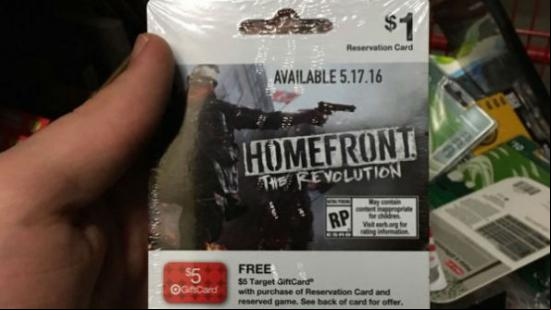 $1
Reservation Card
AVAILABLE 5.17.16
HOMEFRONT
THE REVOLUTION
RP
ESRB
May contain
content inappropriate
for children.
Visit esrb.org for
rating information.
$5
GiftCard
FREE
$5 Target GiftCard®
with purchase of Reservation Card and
reserved game. See back of card for offer.